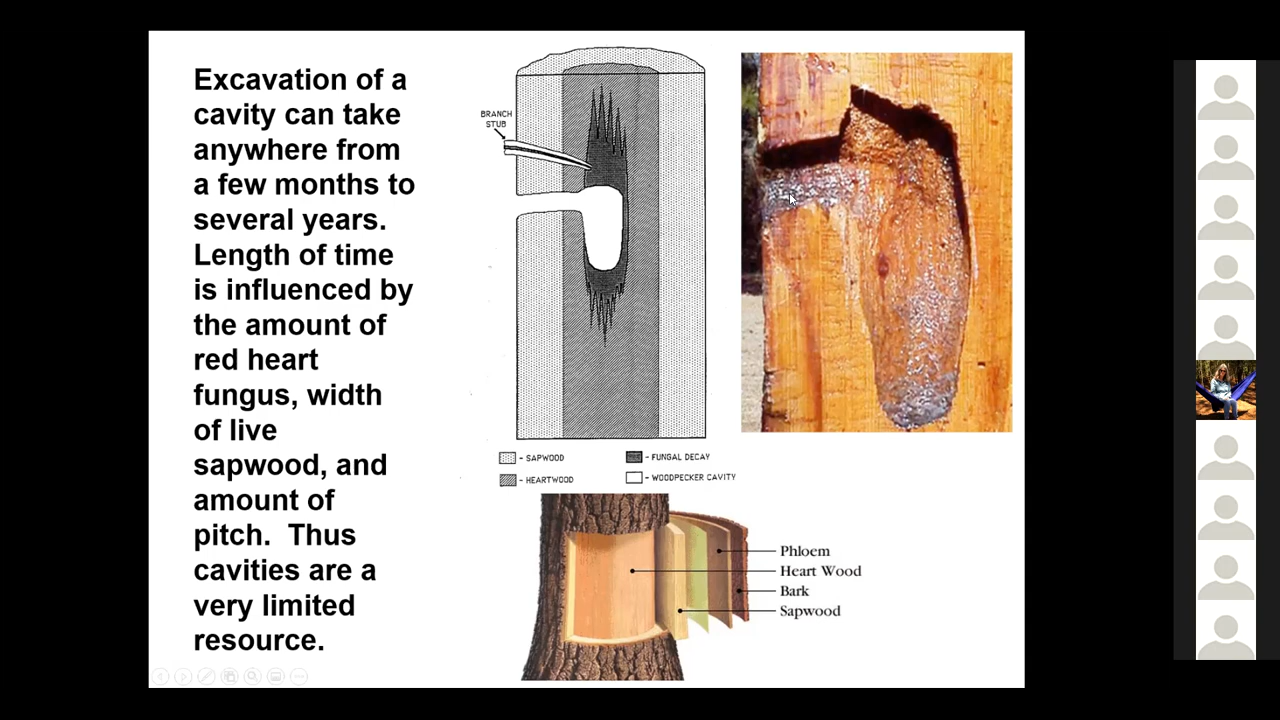 Excavation of a
cavity can take
anywhere from
a few months to
several years.
Length of time
is influenced by
the amount of
red heart
fungus, width
of live
sapwood, and
amount of
pitch.  Thus
cavities are a
very limited
resource.
BRANCH
STUB
- SAPWOOD
- FUNGAL DECAY
- HEARTWOOD
- WOODPECKER CAVITY
Phloem
Heart Wood
Bark
Sapwood